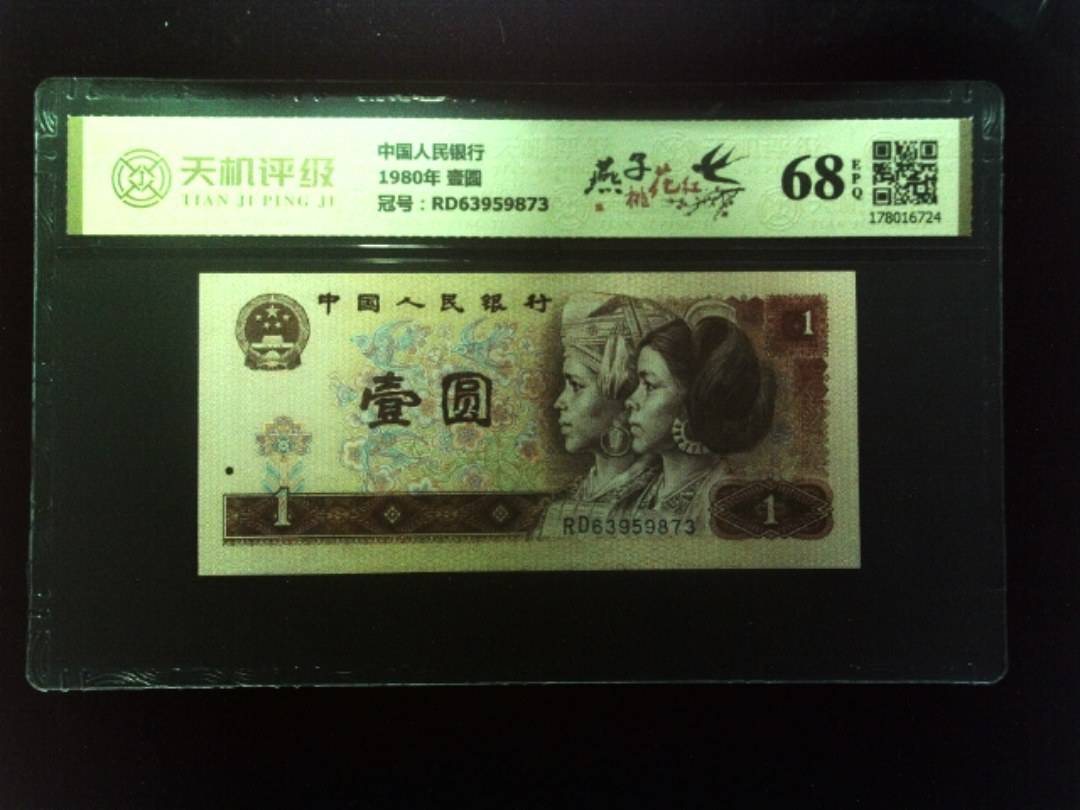 天机评级
TIAN JI PING JI
中国人民银行
1980年 壹圆
冠号：RD63959873
燕子
桃花红
68
EPQ
178016724
中国人民银行
1
壹圆
1
RD63959873
1